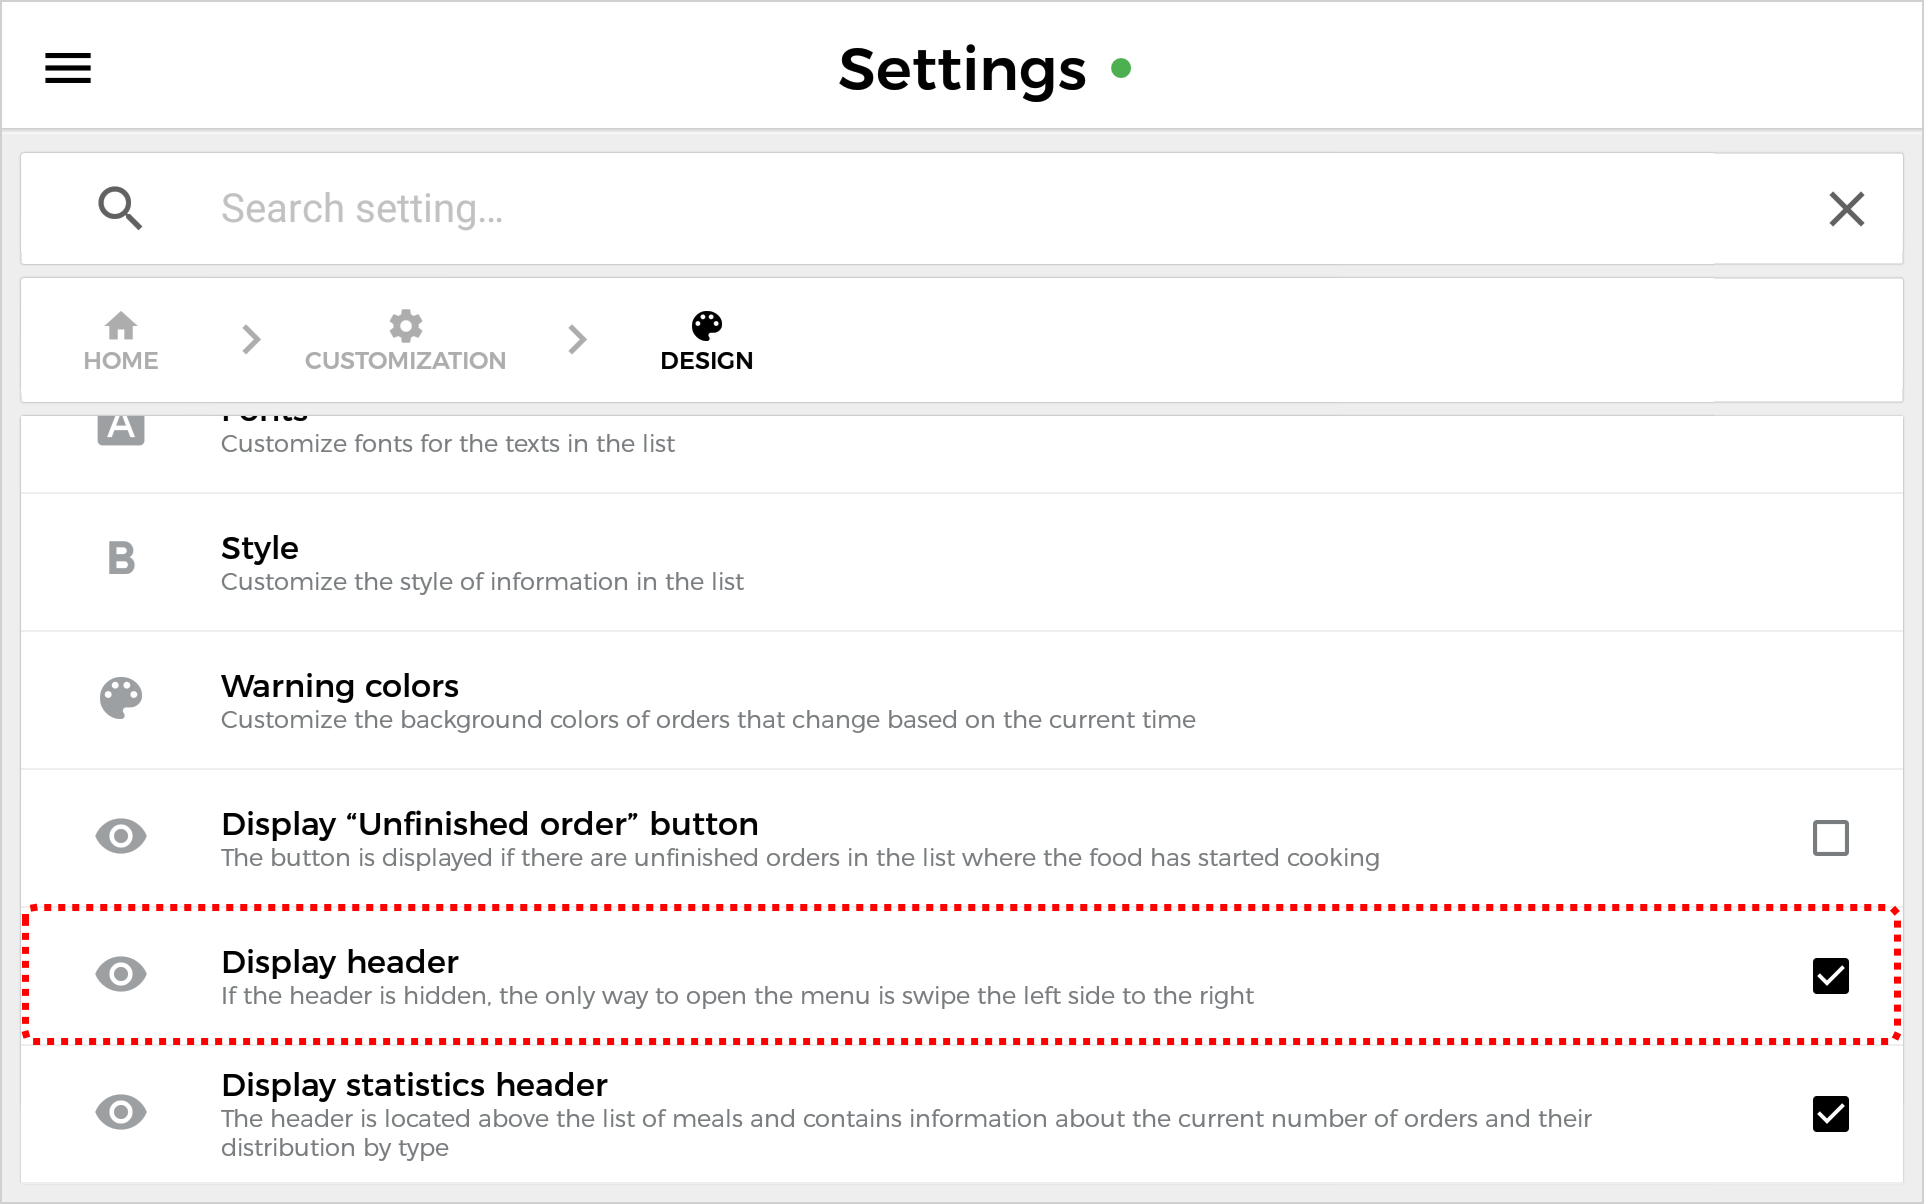 Settings
Search setting...
HOME
CUSTOMIZATION
DESIGN
Fonts
Customize fonts for the texts in the list
Style
Customize the style of information in the list
Warning colors
Customize the background colors of orders that change based on the current time
Display “Unfinished order” button
The button is displayed if there are unfinished orders in the list where the food has started cooking
Display header
If the header is hidden, the only way to open the menu is swipe the left side to the right
Display statistics header
The header is located above the list of meals and contains information about the current number of orders and their
distribution by type